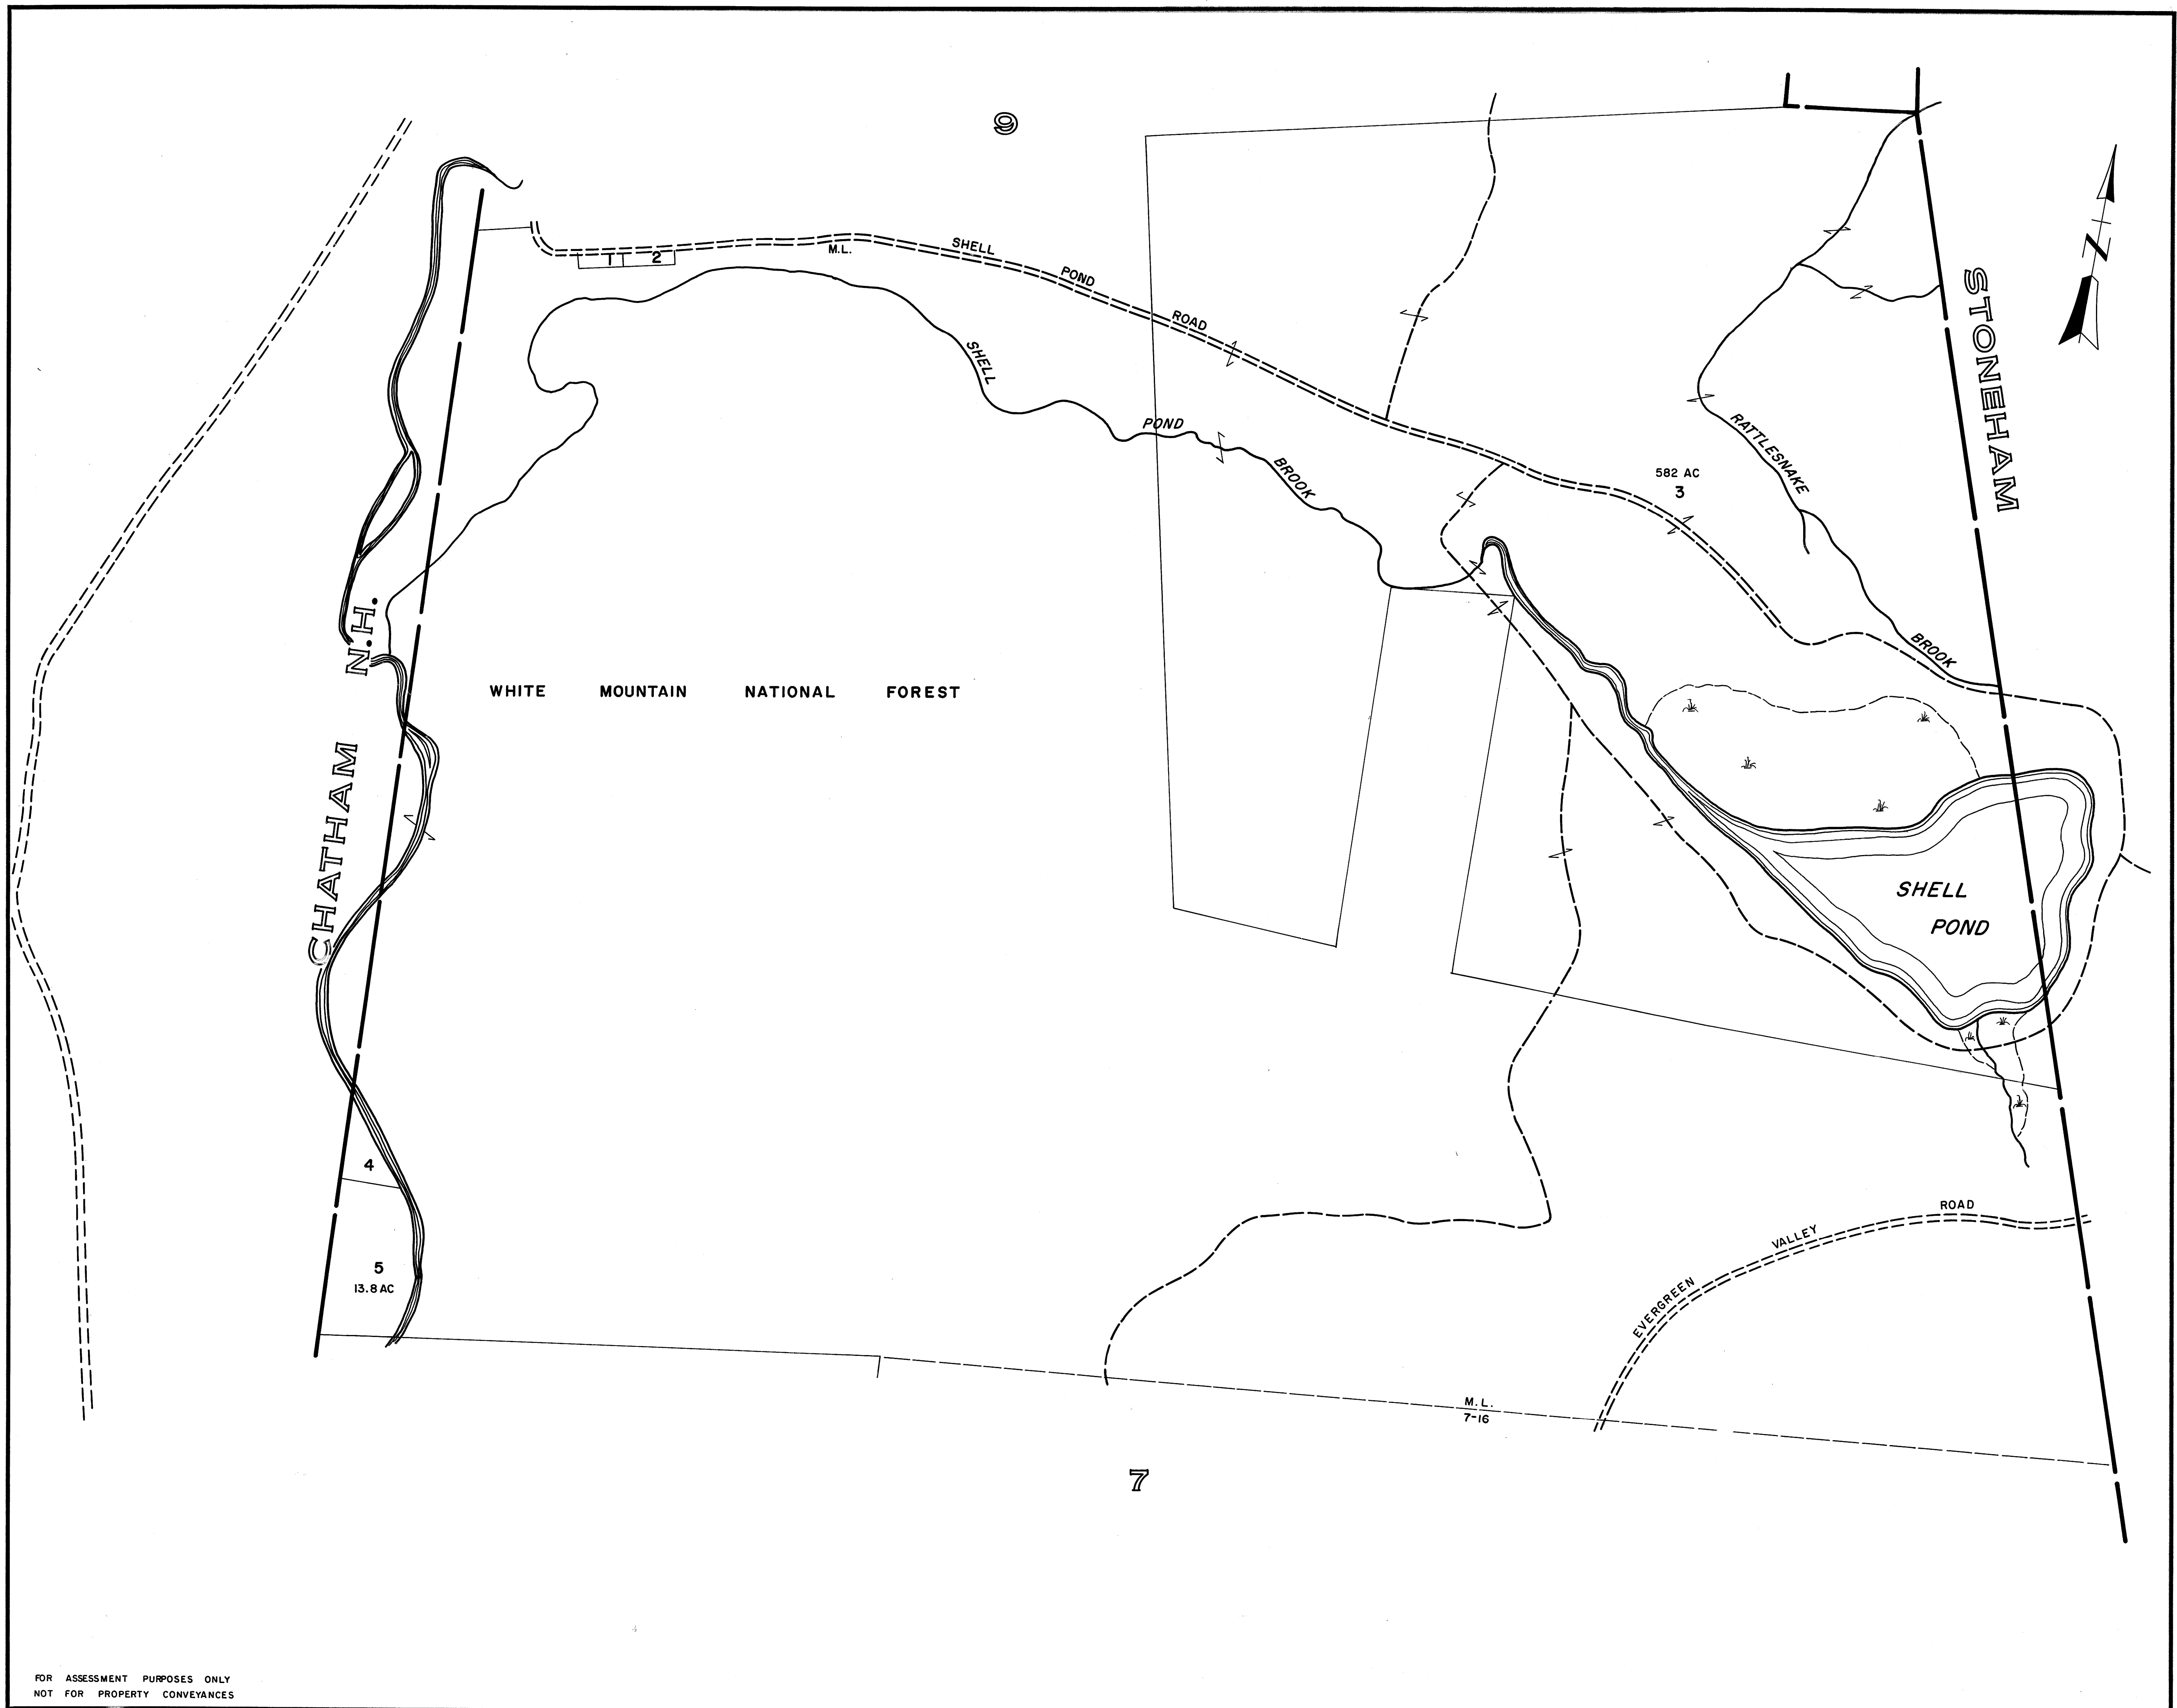 9
SHELL POND ROAD
M.L.
1
2
STONEHAM
N
SHELL POND BROOK
RATTLESNAKE BROOK
582 AC
3
CHATHAM N.H.
WHITE MOUNTAIN NATIONAL FOREST
SHELL
POND
4
5
13.8 AC
EVERGREEN VALLEY ROAD
M.L.
7-16
7
FOR ASSESSMENT PURPOSES ONLY
NOT FOR PROPERTY CONVEYANCES